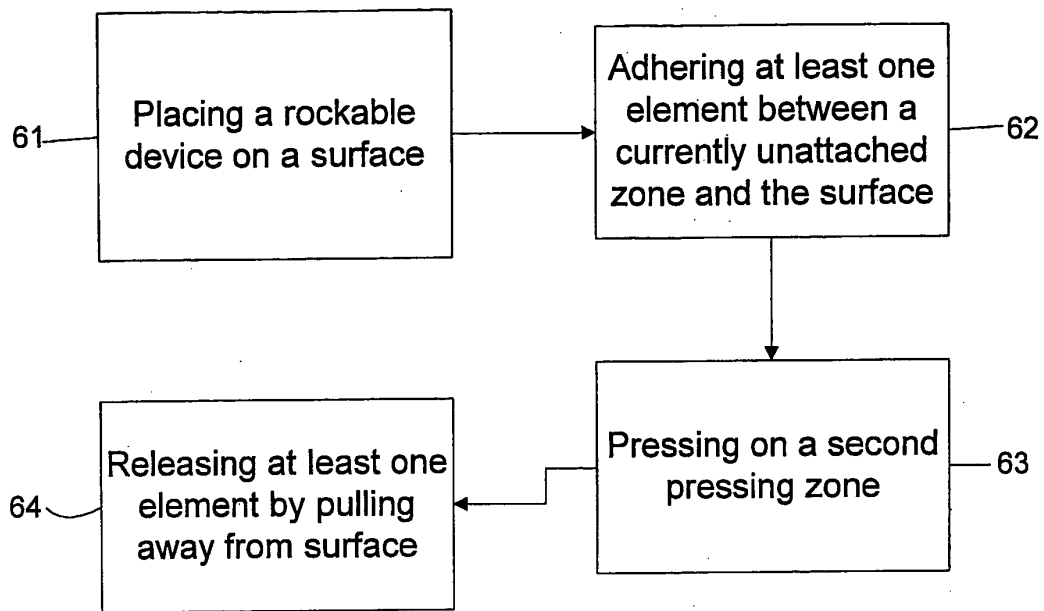 61
Placing a rockable
device on a surface
Adhering at least one
element between a
currently unattached
zone and the surface
62
Pressing on a second
pressing zone
63
64
Releasing at least one
element by pulling
away from surface